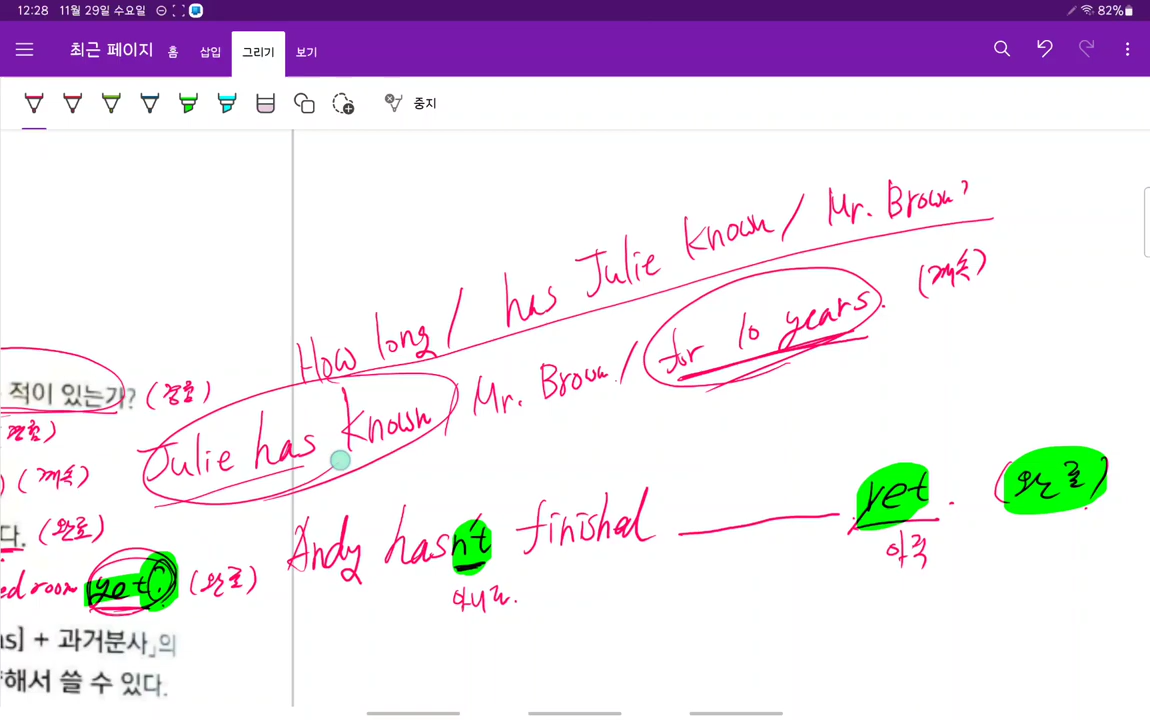 12:28 11월 29일 수요일 82%
최근 페이지 홈 삽입 그리기 보기
중지
How long / has Julie known / Mr. Brown?
적이 있는가? (경험)
Julie has known / Mr. Brown. / for 10 years. (계속)
(경험)
(계속)
다. (완료)
Andy hasn't finished yet. (완료)
아니고. 아직
ed room yet? (완료)
as] + 과거분사」의
해서 쓸 수 있다.